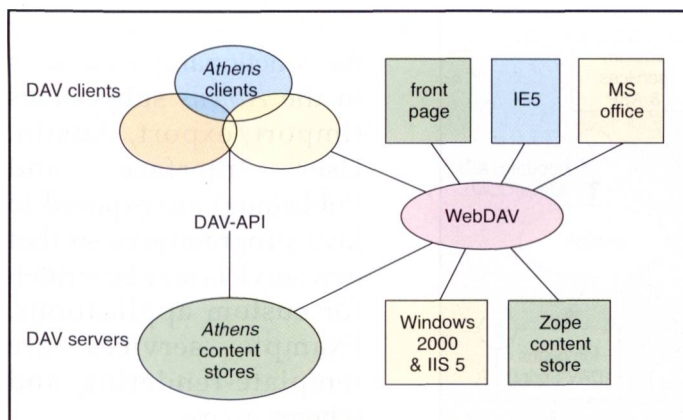 DAV clients
Athens
clients
front
page
IE5
MS
office
DAV-API
WebDAV
DAV servers
Athens
content
stores
Windows
2000
& IIS 5
Zope
content
store